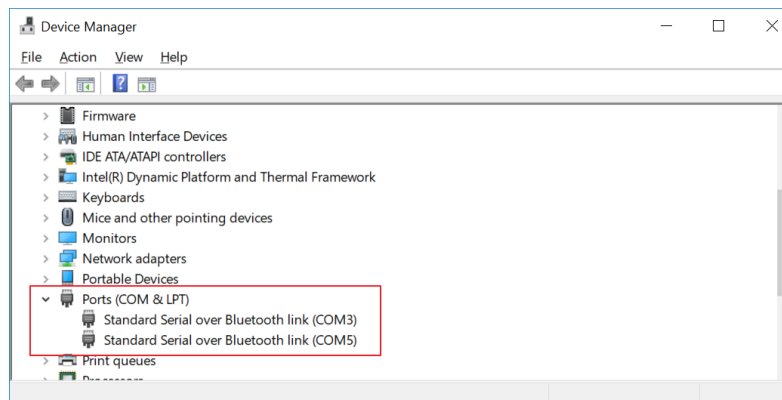 Device Manager
File Action View Help
Firmware
Human Interface Devices
IDE ATA/ATAPI controllers
Intel(R) Dynamic Platform and Thermal Framework
Keyboards
Mice and other pointing devices
Monitors
Network adapters
Portable Devices
Ports (COM & LPT)
Standard Serial over Bluetooth link (COM3)
Standard Serial over Bluetooth link (COM5)
Print queues
Processors